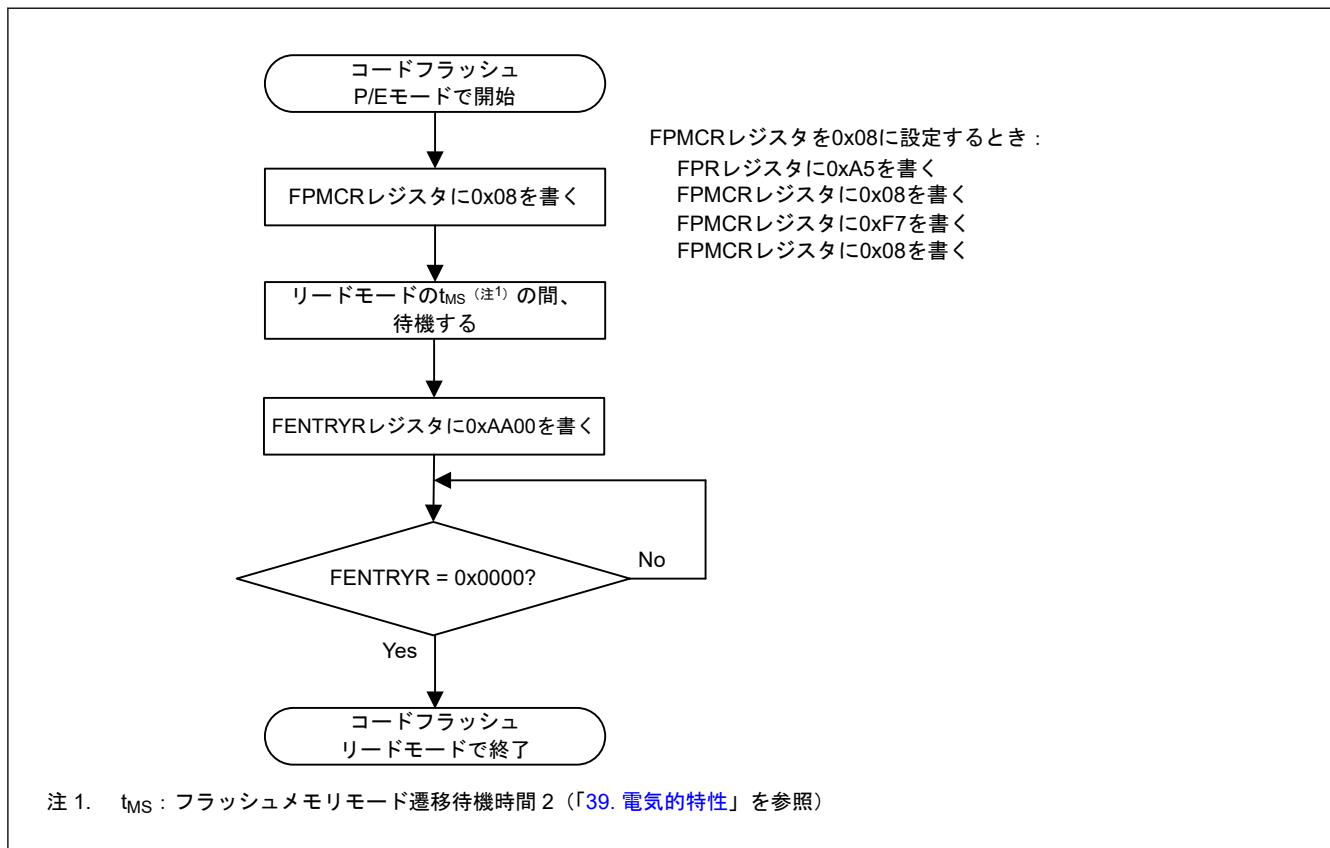 コードフラッシュ
P/Eモードで開始
FPMCRレジスタを0x08に設定するとき：
FPRレジスタに0xA5を書く
FPMCRレジスタに0x08を書く
FPMCRレジスタに0xF7を書く
FPMCRレジスタに0x08を書く
FPMCRレジスタに0x08を書く
リードモードのtMS（注1）の間、
待機する
FENTRYRレジスタに0xAA00を書く
FENTRYR = 0x0000?
No
Yes
コードフラッシュ
リードモードで終了
注 1. tMS：フラッシュメモリモード遷移待機時間 2（「39. 電気的特性」を参照）